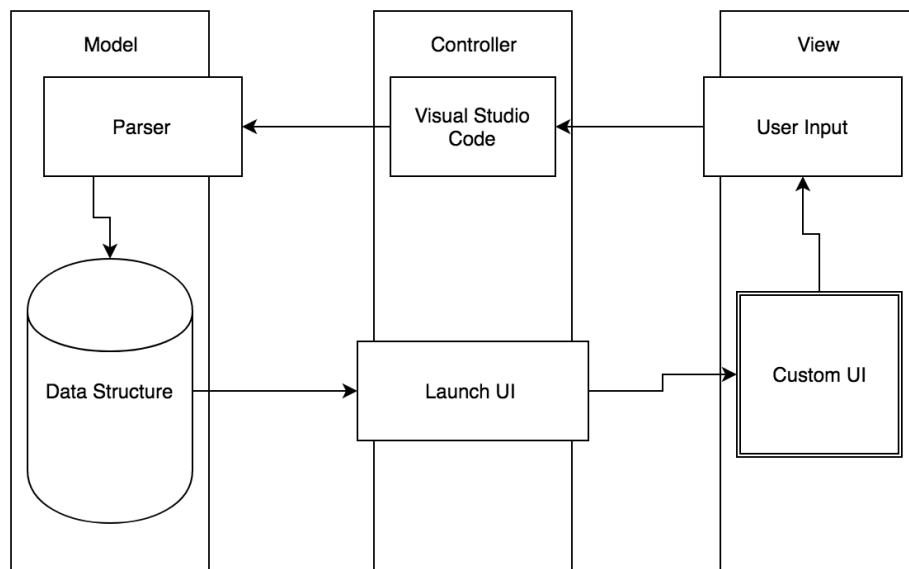 Model
Controller
View
Parser
Visual Studio
Code
User Input
Data Structure
Launch UI
Custom UI